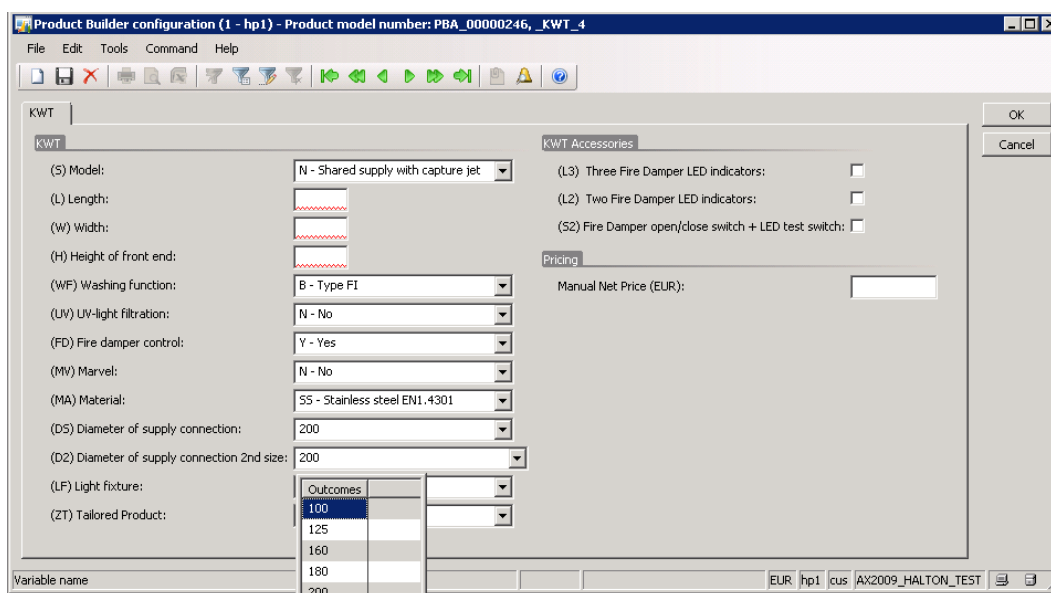 Product Builder configuration (1 - hp1) - Product model number: PBA_00000246, _KWT_4
File Edit Tools Command Help
KWT
OK
Cancel
KWT
(S) Model: N - Shared supply with capture jet
(L) Length:
(W) Width:
(H) Height of front end:
(WF) Washing function: B - Type FI
(UV) UV-light filtration: N - No
(FD) Fire damper control: Y - Yes
(MV) Marvel: N - No
(MA) Material: SS - Stainless steel EN1.4301
(DS) Diameter of supply connection: 200
(D2) Diameter of supply connection 2nd size: 200
(LF) Light fixture:
(ZT) Tailored Product:
Outcomes
100
125
160
180
200
KWT Accessories
(L3) Three Fire Damper LED indicators:
(L2) Two Fire Damper LED indicators:
(S2) Fire Damper open/close switch + LED test switch:
Pricing
Manual Net Price (EUR):
Variable name
EUR hp1 cus AX2009_HALTON_TEST